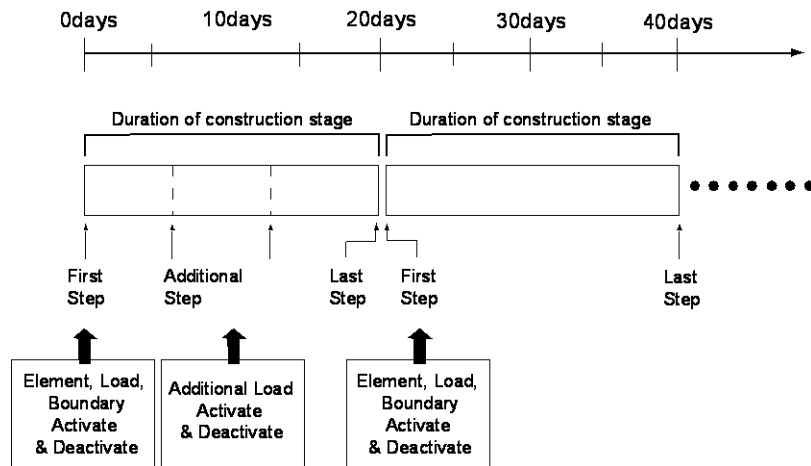 0days 10days 20days 30days 40days
Duration of construction stage Duration of construction stage
First Additional Last First Last
Step Step Step Step Step
Element, Load,
Boundary
Activate
& Deactivate
Additional Load
Activate
& Deactivate
Element, Load,
Boundary
Activate
& Deactivate